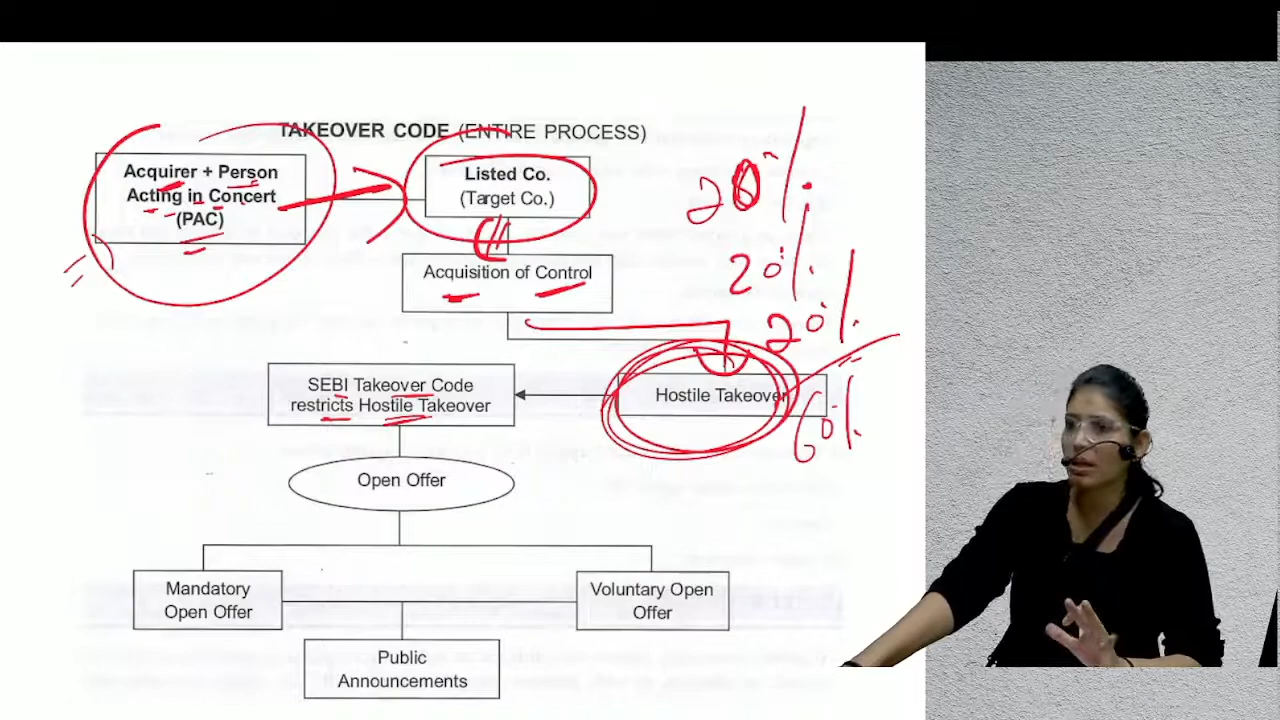 TAKEOVER CODE (ENTIRE PROCESS)
Acquirer + Person
Acting in Concert
(PAC)
Listed Co.
(Target Co.)
20%
Acquisition of Control
20%
20%
SEBI Takeover Code
restricts Hostile Takeover
Hostile Takeover
60%
Open Offer
Mandatory
Open Offer
Voluntary Open
Offer
Public
Announcements